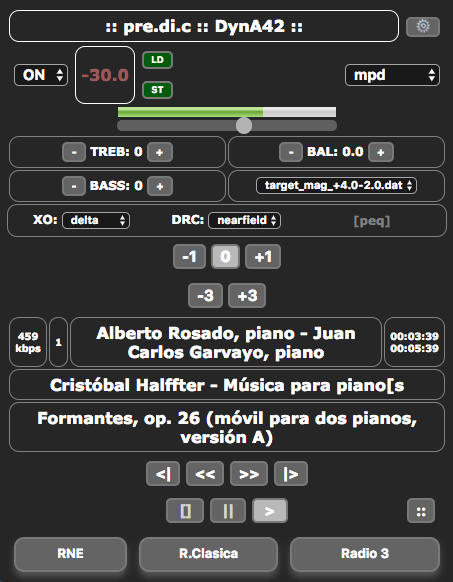 :: pre.di.c :: DynA42 ::
ON
-30.0
LD
ST
mpd
- TREB: 0 +
- BAL: 0.0 +
- BASS: 0 +
target_mag_+4.0-2.0.dat
XO: delta DRC: nearfield [peq]
-1 0 +1
-3 +3
459
kbps
1
Alberto Rosado, piano - Juan
Carlos Garvayo, piano
00:03:39
00:05:39
Cristóbal Halffter - Música para piano[s
Formantes, op. 26 (móvil para dos pianos,
versión A)
<| << >> |>
[] || > ::
RNE R.Clasica Radio 3